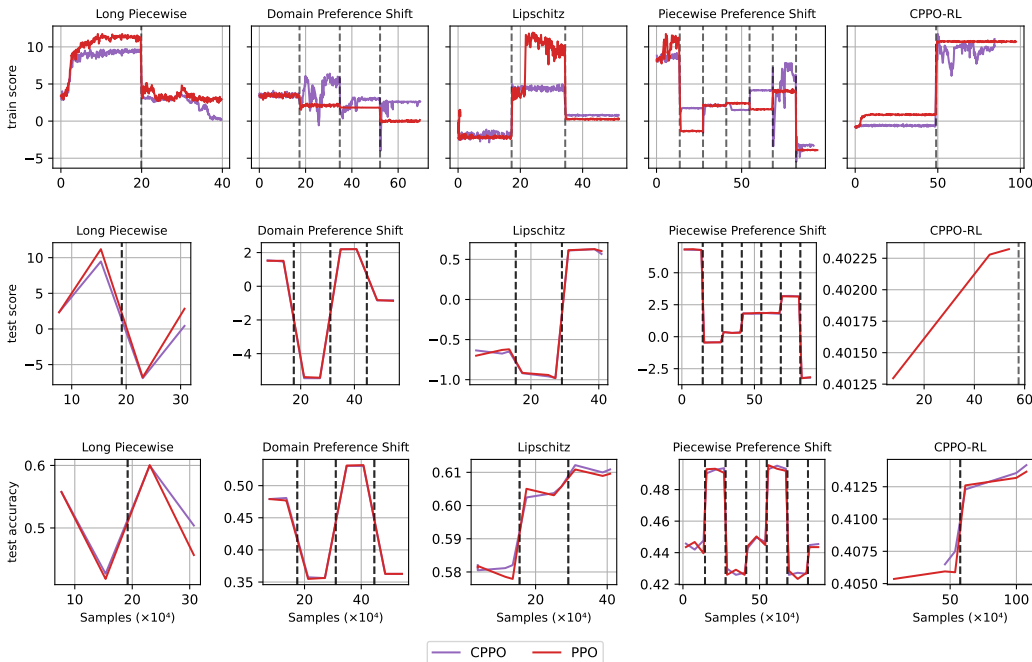 Long Piecewise
Domain Preference Shift
Lipschitz
Piecewise Preference Shift
CPPO-RL
train score
10
5
0
−5
0 20 40
0 20 40 60
0 20 40
0 50
0 50 100
Long Piecewise
Domain Preference Shift
Lipschitz
Piecewise Preference Shift
CPPO-RL
test score
10
5
0
−5
10 20 30
2
0
−2
−4
20 40
0.5
0.0
−0.5
−1.0
20 40
5.0
2.5
0.0
−2.5
0 50
0.40225
0.40200
0.40175
0.40150
0.40125
20 40 60
Long Piecewise
Domain Preference Shift
Lipschitz
Piecewise Preference Shift
CPPO-RL
test accuracy
0.6
0.5
10 20 30
Samples (×10⁴)
0.50
0.45
0.40
0.35
20 40
Samples (×10⁴)
0.61
0.60
0.59
0.58
20 40
Samples (×10⁴)
0.48
0.46
0.44
0.42
0 50
Samples (×10⁴)
0.4125
0.4100
0.4075
0.4050
50 100
Samples (×10⁴)
CPPO
PPO